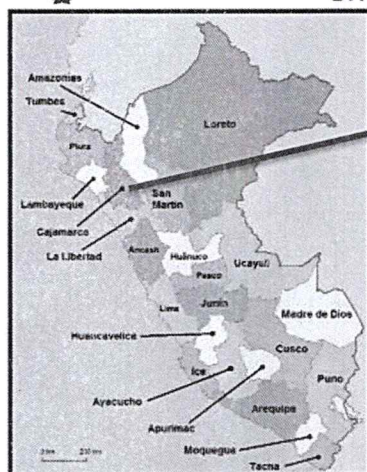 Amazonas
Tumbes
Loreto
Piura
San
Martín
Lambayeque
Cajamarca
La Libertad
Ancash
Huánuco
Ucayali
Pasco
Lima
Junín
Madre de Dios
Huancavelica
Cusco
Ica
Puno
Ayacucho
Apurímac
Arequipa
Moquegua
Tacna